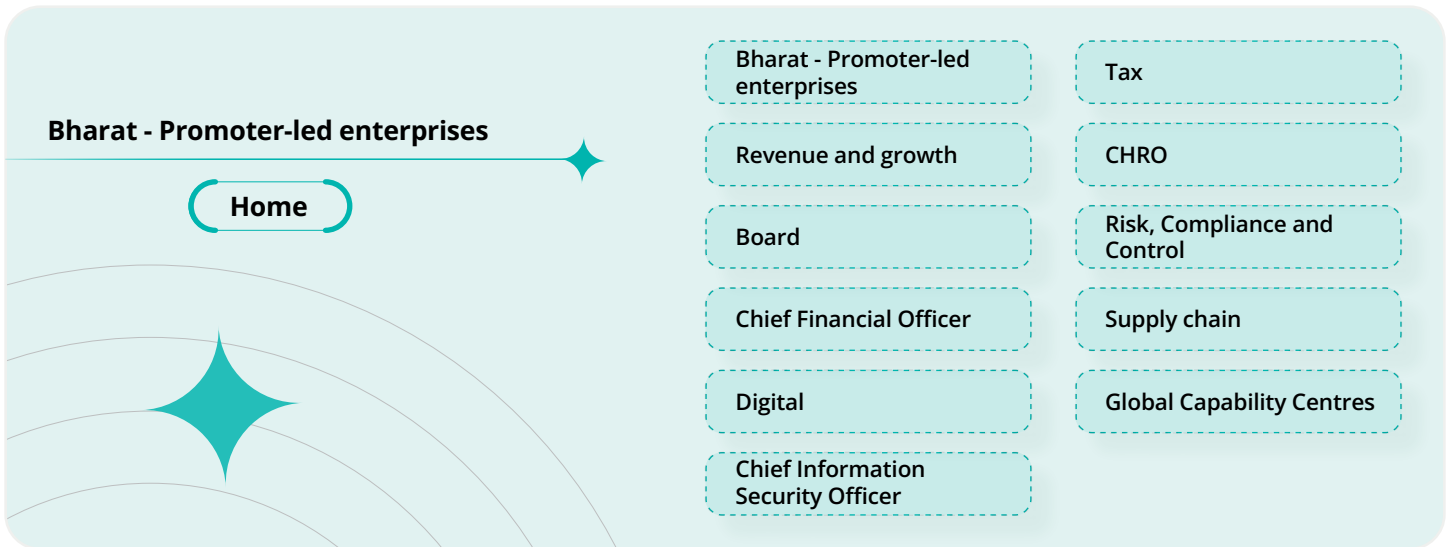 Bharat - Promoter-led enterprises
Home
Bharat - Promoter-led
enterprises
Revenue and growth
Board
Chief Financial Officer
Digital
Chief Information
Security Officer
Tax
CHRO
Risk, Compliance and
Control
Supply chain
Global Capability Centres